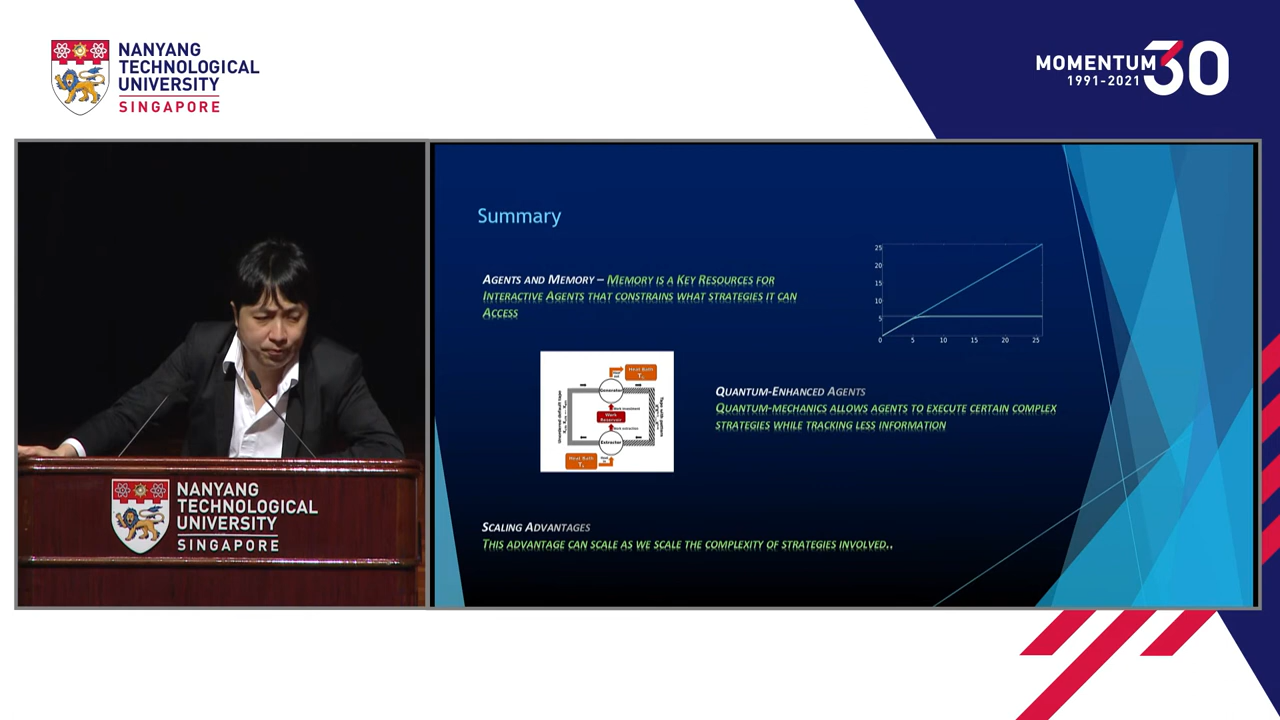 NANYANG
TECHNOLOGICAL
UNIVERSITY
SINGAPORE
MOMENTUM 30
1991-2021
Summary
AGENTS AND MEMORY – MEMORY IS A KEY RESOURCES FOR
INTERACTIVE AGENTS THAT CONSTRAINS WHAT STRATEGIES IT CAN
ACCESS
25
20
15
10
5
0 5 10 15 20 25
Heat Bath
Generator
Work
Reservoir
Work extraction
Extractor
Heat Bath
QUANTUM-ENHANCED AGENTS
QUANTUM-MECHANICS ALLOWS AGENTS TO EXECUTE CERTAIN COMPLEX
STRATEGIES WHILE TRACKING LESS INFORMATION
SCALING ADVANTAGES
THIS ADVANTAGE CAN SCALE AS WE SCALE THE COMPLEXITY OF STRATEGIES INVOLVED..
NANYANG
TECHNOLOGICAL
UNIVERSITY
SINGAPORE